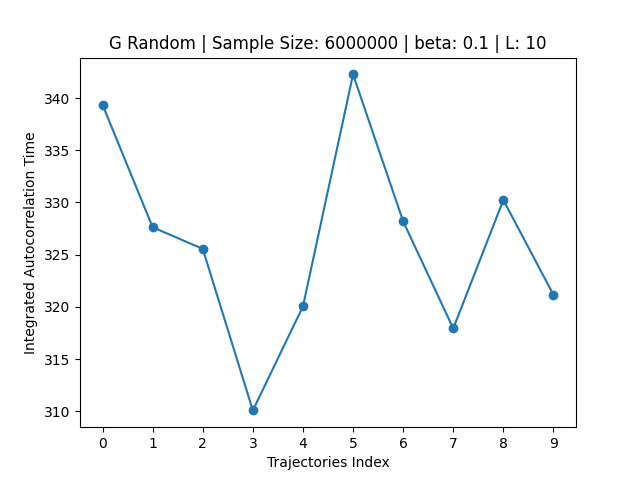 G Random | Sample Size: 6000000 | beta: 0.1 | L: 10
340
335
330
325
320
315
310
Integrated Autocorrelation Time
0 1 2 3 4 5 6 7 8 9
Trajectories Index